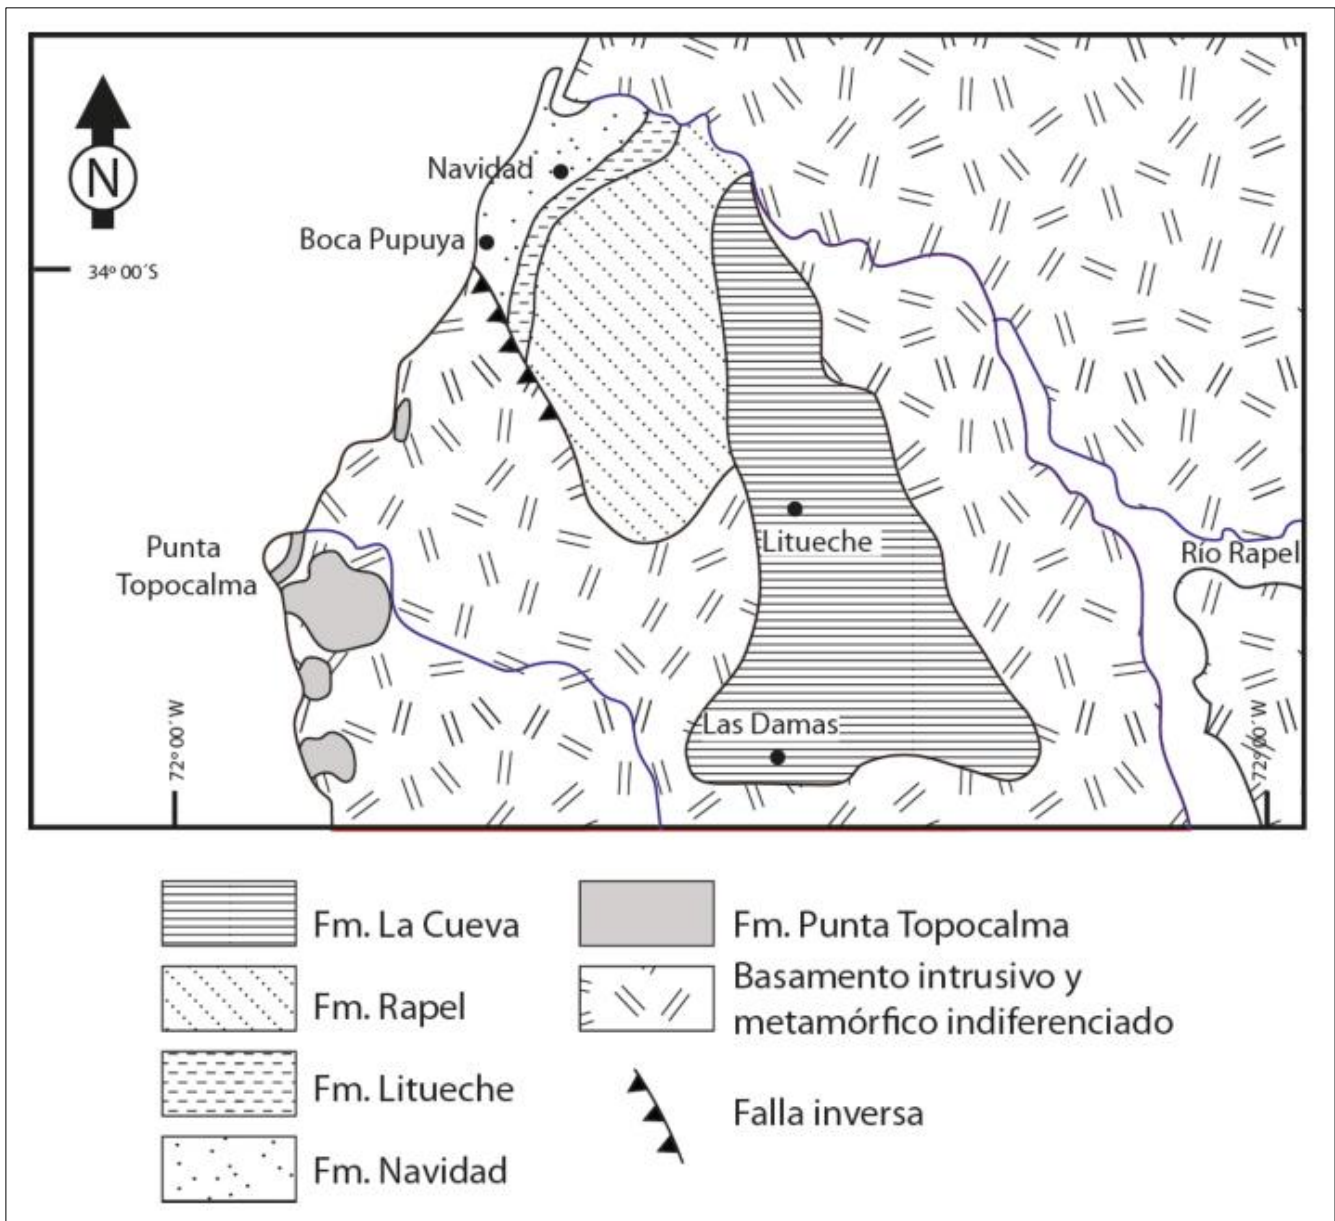 N
Navidad
Boca Pupuya
34º 00´S
Punta
Topocalma
Litueche
Río Rapel
Las Damas
72º 00´W
72º 00´W
Fm. La Cueva
Fm. Rapel
Fm. Litueche
Fm. Navidad
Fm. Punta Topocalma
Basamento intrusivo y
metamórfico indiferenciado
Falla inversa